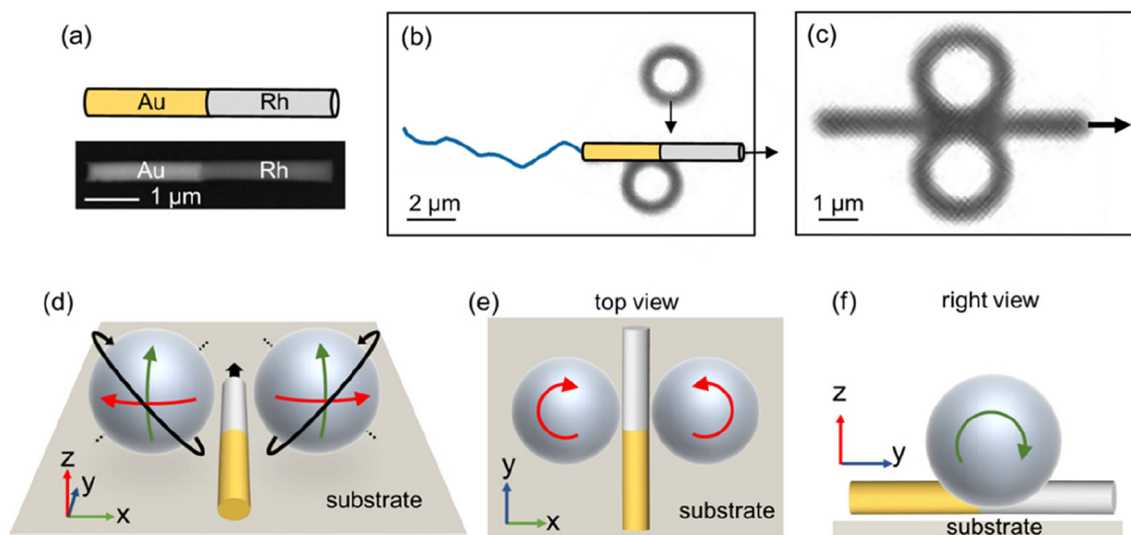 (a)
Au Rh
Au Rh
1 μm
(b)
2 μm
(c)
1 μm
(d)
z
y
x
substrate
(e)
top view
y
x
substrate
(f)
right view
z
y
substrate